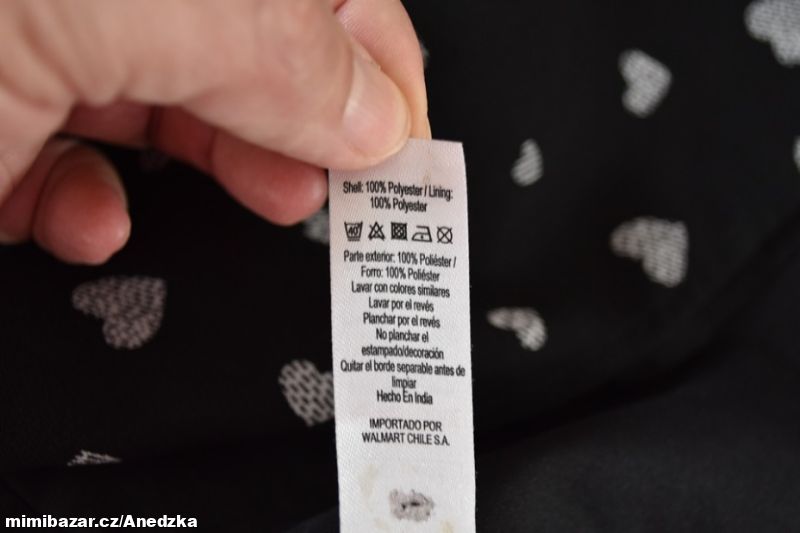 Shell: 100% Polyester / Lining:
100% Polyester
40
Parte exterior: 100% Poliéster /
Forro: 100% Poliéster
Lavar con colores similares
Lavar por el revés
Planchar por el revés
No planchar el
estampado/decoración
Quitar el borde separable antes de
limpiar
Hecho En India
IMPORTADO POR
WALMART CHILE S.A.
mimibazar.cz/Anedzka